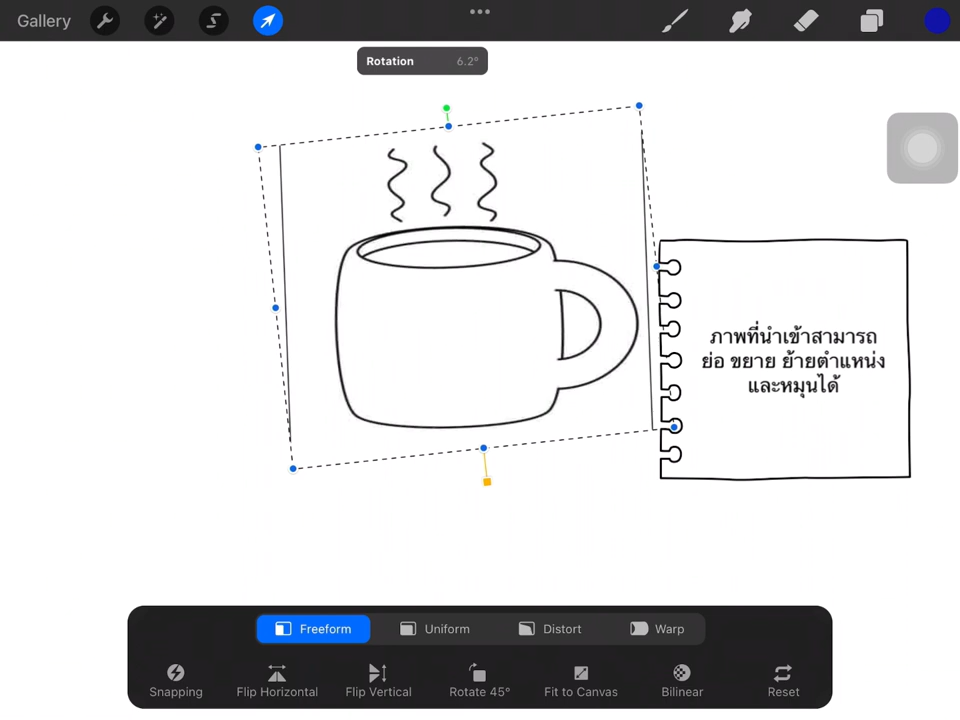 Gallery
Rotation 6.2°
ภาพที่นำเข้าสามารถ
ย่อ ขยาย ย้ายตำแหน่ง
และหมุนได้
Freeform Uniform Distort Warp
Snapping Flip Horizontal Flip Vertical Rotate 45° Fit to Canvas Bilinear Reset